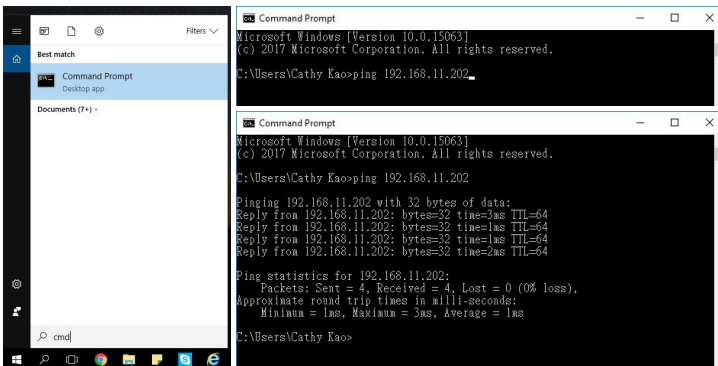 Filters
Best match
Command Prompt
Desktop app
Documents (7+) »
cmd
Command Prompt
Microsoft Windows [Version 10.0.15063]
(c) 2017 Microsoft Corporation. All rights reserved.
C:\Users\Cathy Kao>ping 192.168.11.202
Command Prompt
Microsoft Windows [Version 10.0.15063]
(c) 2017 Microsoft Corporation. All rights reserved.
C:\Users\Cathy Kao>ping 192.168.11.202
Pinging 192.168.11.202 with 32 bytes of data:
Reply from 192.168.11.202: bytes=32 time=3ms TTL=64
Reply from 192.168.11.202: bytes=32 time=1ms TTL=64
Reply from 192.168.11.202: bytes=32 time=1ms TTL=64
Reply from 192.168.11.202: bytes=32 time=2ms TTL=64
Ping statistics for 192.168.11.202:
Packets: Sent = 4, Received = 4, Lost = 0 (0% loss),
Approximate round trip times in milli-seconds:
Minimum = 1ms, Maximum = 3ms, Average = 1ms
C:\Users\Cathy Kao>